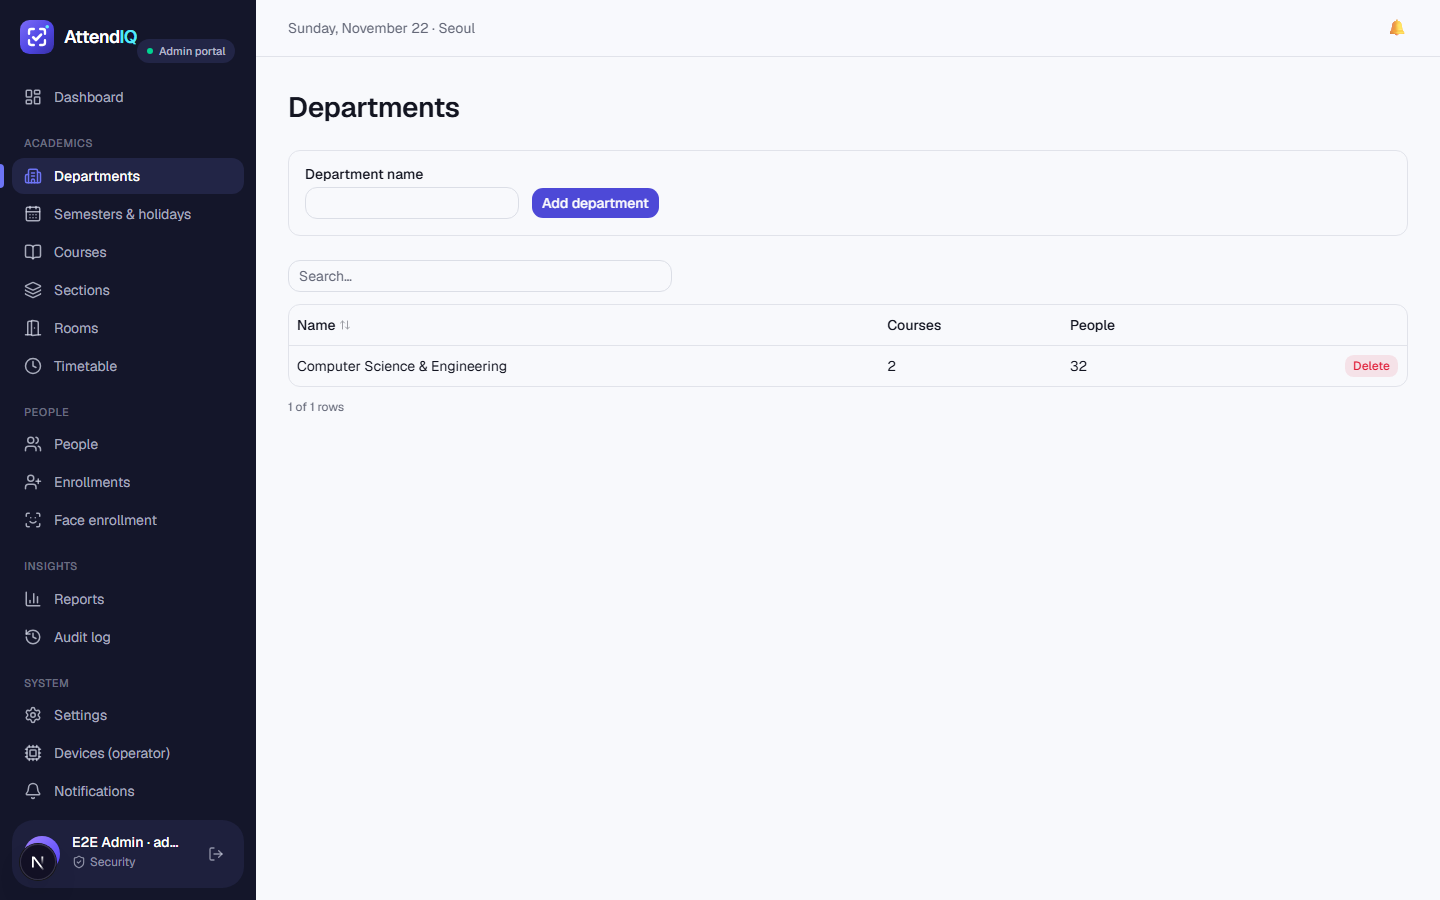 AttendIQ
Admin portal
Dashboard
ACADEMICS
Departments
Semesters & holidays
Courses
Sections
Rooms
Timetable
PEOPLE
People
Enrollments
Face enrollment
INSIGHTS
Reports
Audit log
SYSTEM
Settings
Devices (operator)
Notifications
E2E Admin · ad...
Security
N
Sunday, November 22 · Seoul
Departments
Department name
Add department
Search...
Name Courses People
Computer Science & Engineering 2 32 Delete
1 of 1 rows